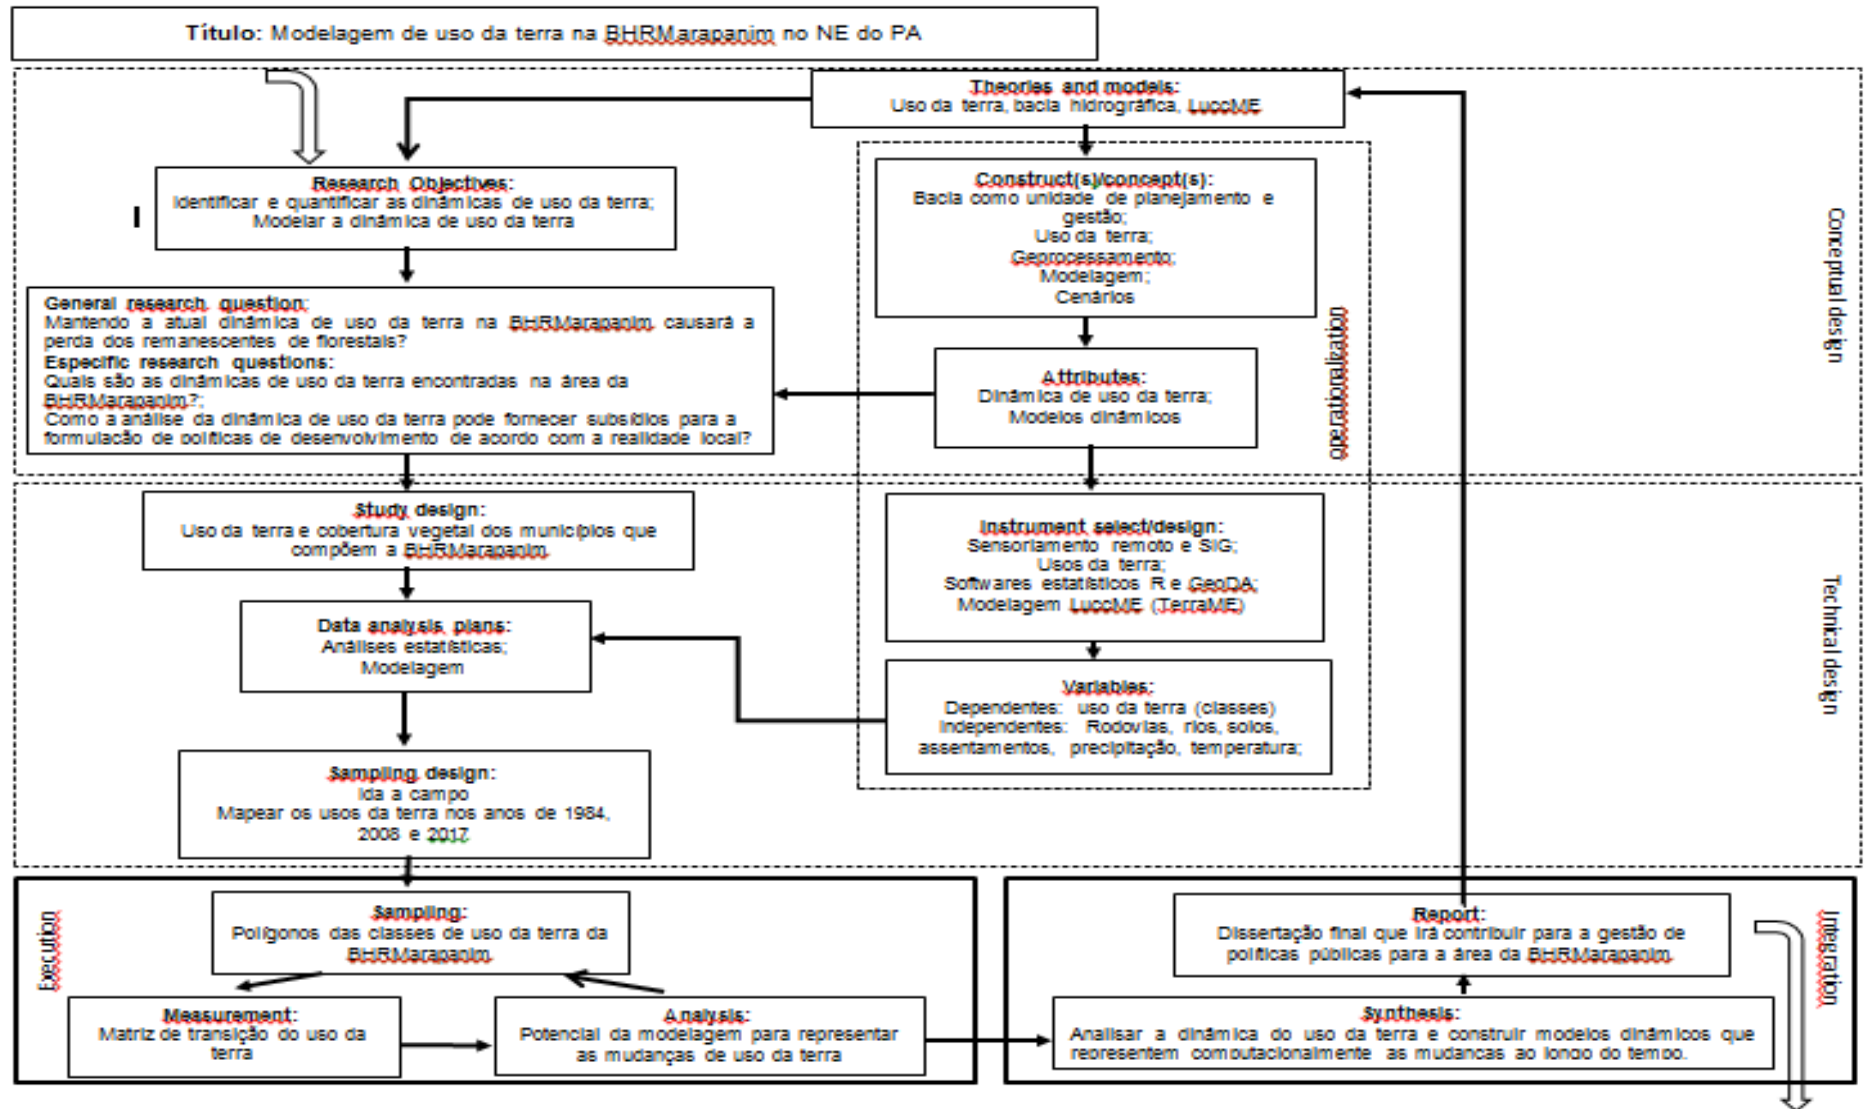 Título: Modelagem de uso da terra na BHRMarapanim no NE do PA
Theories and models:
Uso da terra, bacia hidrográfica, LuccME
Research Objectives:
Identificar e quantificar as dinâmicas de uso da terra;
Modelar a dinâmica de uso da terra
I
Construct(s)/concept(s):
Bacia como unidade de planejamento e
gestão;
Uso da terra;
Geprocessamento;
Modelagem;
Cenários
Conceptual design
General research question:
Mantendo a atual dinâmica de uso da terra na BHRMarapanim causará a
perda dos remanescentes de florestais?
Especific research questions:
Quais são as dinâmicas de uso da terra encontradas na área da
BHRMarapanim?;
Como a análise da dinâmica de uso da terra pode fornecer subsídios para a
formulação de políticas de desenvolvimento de acordo com a realidade local?
Attributes:
Dinâmica de uso da terra;
Modelos dinâmicos
operationalization
Study design:
Uso da terra e cobertura vegetal dos municípios que
compõem a BHRMarapanim
Instrument select/design:
Sensoriamento remoto e SIG;
Usos da terra;
Softwares estatísticos R e GeoDA;
Modelagem LuccME (TerraME)
Technical design
Data analysis plans:
Análises estatísticas;
Modelagem
Variables:
Dependentes: uso da terra (classes)
Independentes: Rodovias, rios, solos,
assentamentos, precipitação, temperatura;
Sampling design:
Ida a campo
Mapear os usos da terra nos anos de 1984,
2008 e 2017
Execution
Sampling:
Polígonos das classes de uso da terra da
BHRMarapanim
Measurement:
Matriz de transição do uso da
terra
Analysis:
Potencial da modelagem para representar
as mudanças de uso da terra
Report:
Dissertação final que irá contribuir para a gestão de
políticas públicas para a área da BHRMarapanim
Integration
Synthesis:
Analisar a dinâmica do uso da terra e construir modelos dinâmicos que
representem computacionalmente as mudanças ao longo do tempo.